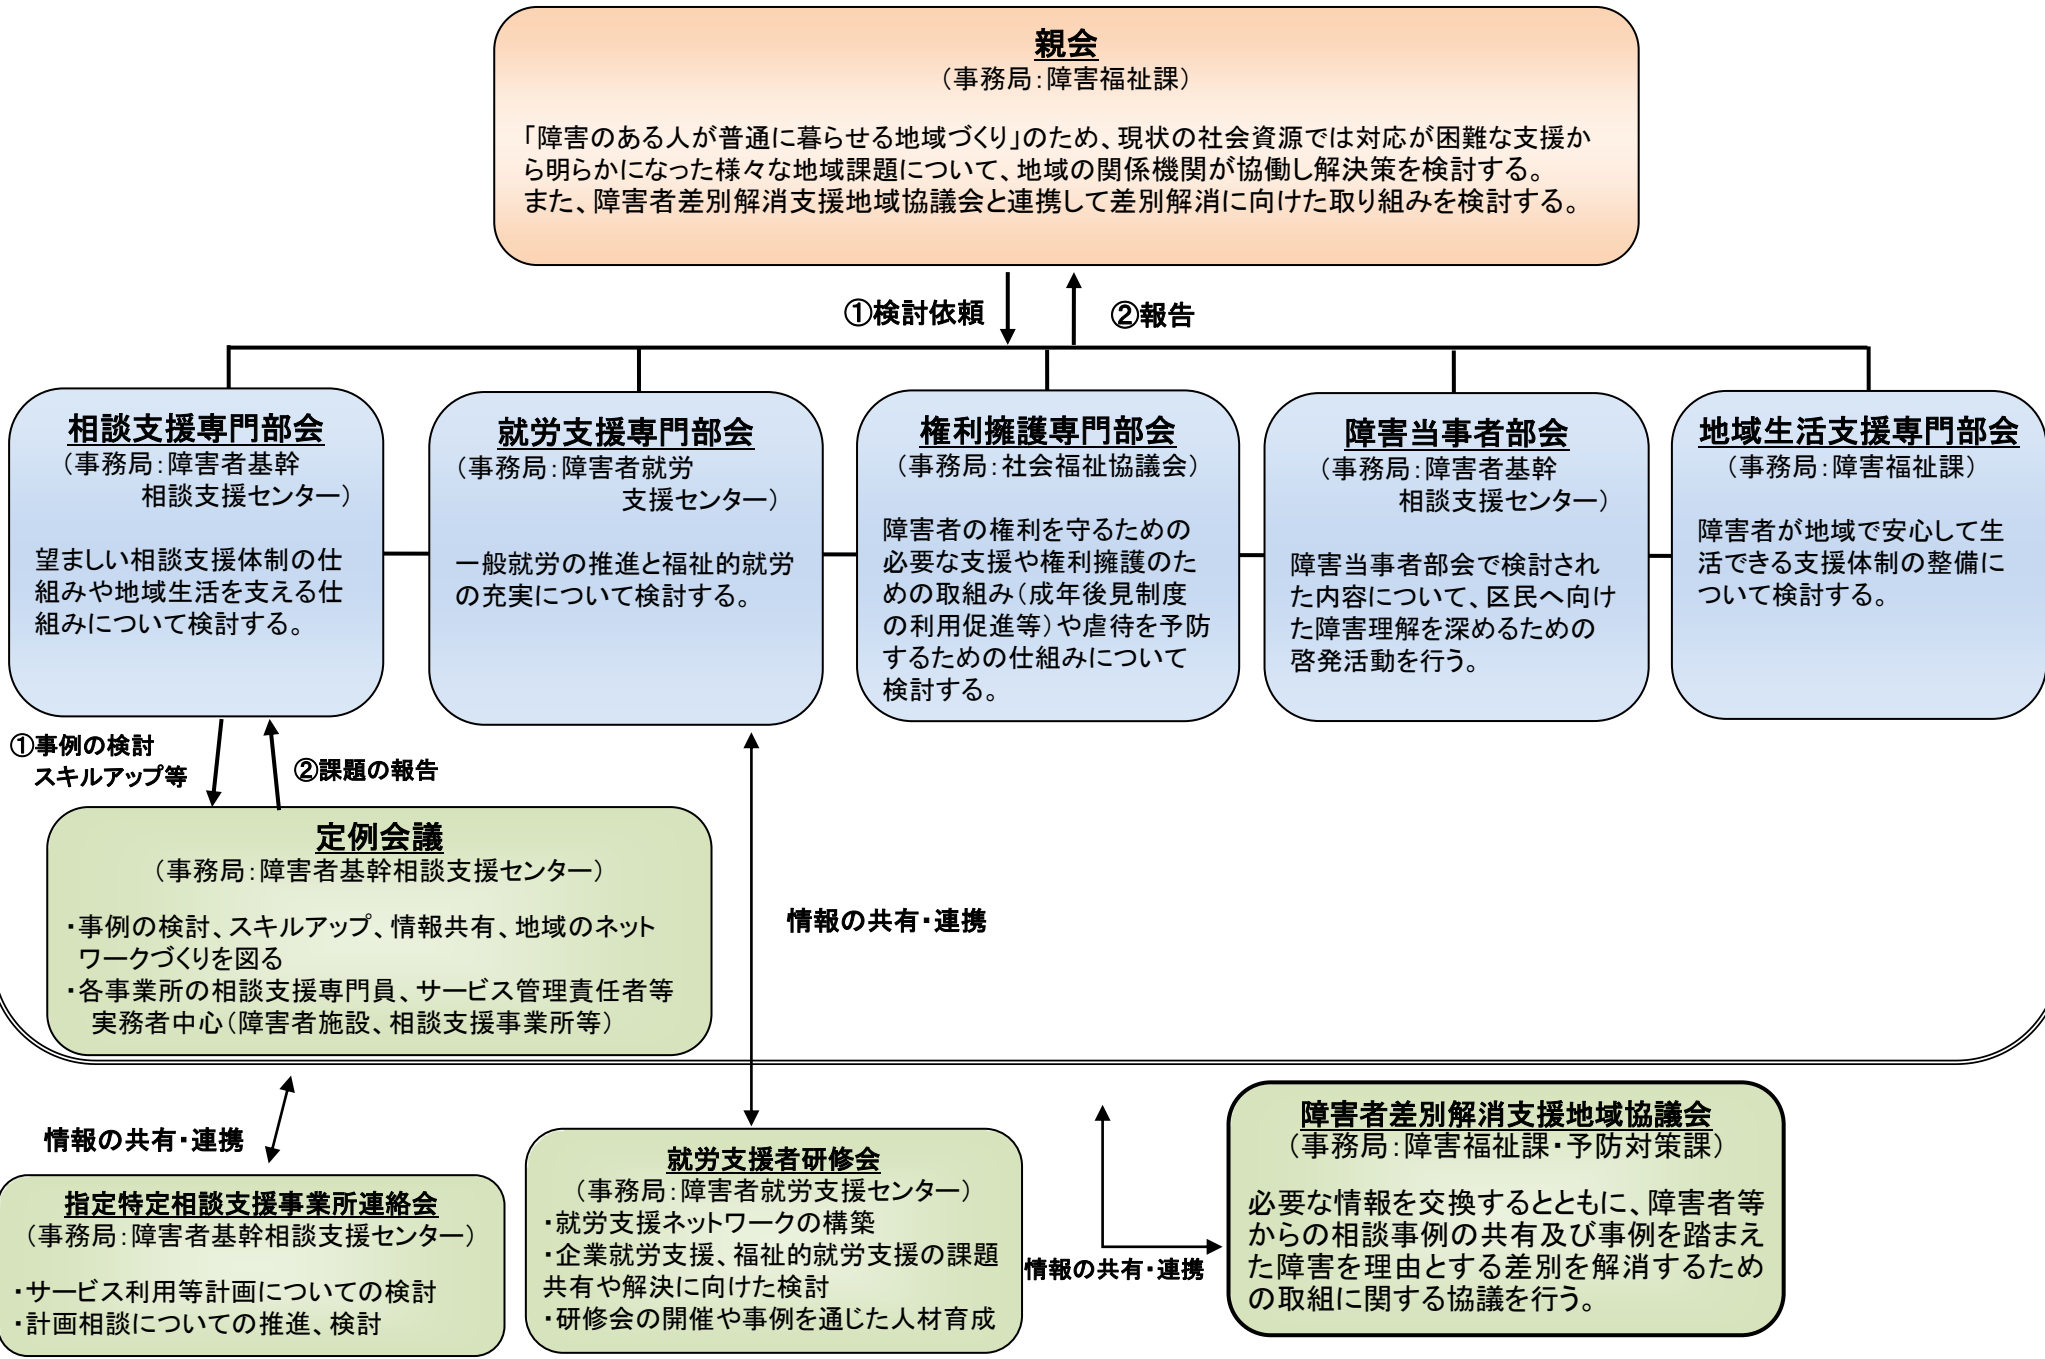 親会
（事務局：障害福祉課）
「障害のある人が普通に暮らせる地域づくり」のため、現状の社会資源では対応が困難な支援か
ら明らかになった様々な地域課題について、地域の関係機関が協働し解決策を検討する。
また、障害者差別解消支援地域協議会と連携して差別解消に向けた取り組みを検討する。
①検討依頼
②報告
相談支援専門部会
（事務局：障害者基幹
相談支援センター）
望ましい相談支援体制の仕
組みや地域生活を支える仕
組みについて検討する。
就労支援専門部会
（事務局：障害者就労
支援センター）
一般就労の推進と福祉的就労
の充実について検討する。
権利擁護専門部会
（事務局：社会福祉協議会）
障害者の権利を守るための
必要な支援や権利擁護のた
めの取組み（成年後見制度
の利用促進等）や虐待を予防
するための仕組みについて
検討する。
障害当事者部会
（事務局：障害者基幹
相談支援センター）
障害当事者部会で検討され
た内容について、区民へ向け
た障害理解を深めるための
啓発活動を行う。
地域生活支援専門部会
（事務局：障害福祉課）
障害者が地域で安心して生
活できる支援体制の整備に
ついて検討する。
①事例の検討
スキルアップ等
②課題の報告
定例会議
（事務局：障害者基幹相談支援センター）
・事例の検討、スキルアップ、情報共有、地域のネット
ワークづくりを図る
・各事業所の相談支援専門員、サービス管理責任者等
実務者中心（障害者施設、相談支援事業所等）
情報の共有・連携
情報の共有・連携
指定特定相談支援事業所連絡会
（事務局：障害者基幹相談支援センター）
・サービス利用等計画についての検討
・計画相談についての推進、検討
就労支援者研修会
（事務局：障害者就労支援センター）
・就労支援ネットワークの構築
・企業就労支援、福祉的就労支援の課題
共有や解決に向けた検討
・研修会の開催や事例を通じた人材育成
情報の共有・連携
障害者差別解消支援地域協議会
（事務局：障害福祉課・予防対策課）
必要な情報を交換するとともに、障害者等
からの相談事例の共有及び事例を踏まえ
た障害を理由とする差別を解消するため
の取組に関する協議を行う。